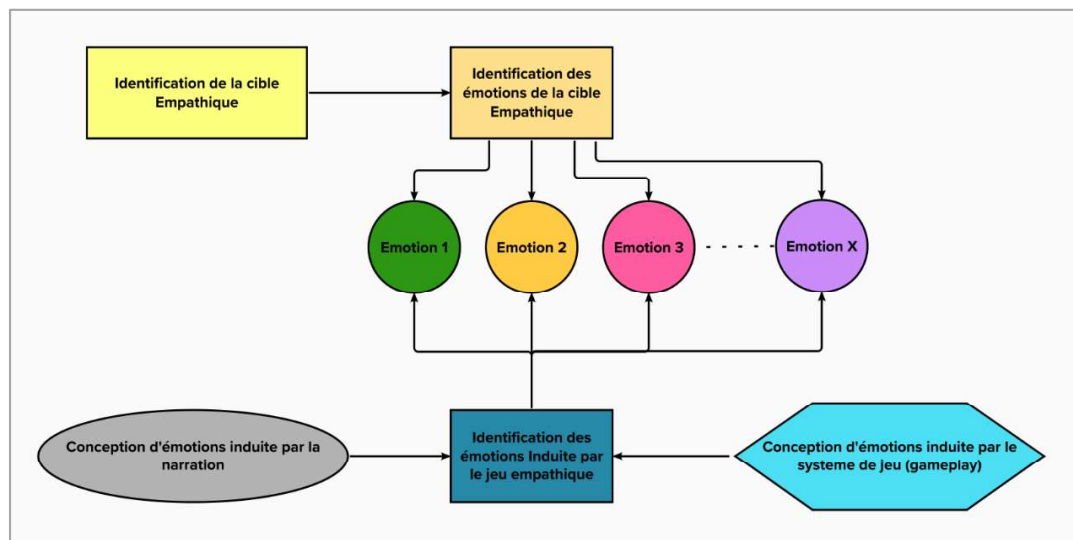 Identification de la cible
Empathique
Identification des
émotions de la cible
Empathique
Emotion 1
Emotion 2
Emotion 3
Emotion X
Conception d'émotions induite par la
narration
Identification des
émotions Induite par
le jeu empathique
Conception d'émotions induite par le
systeme de jeu (gameplay)